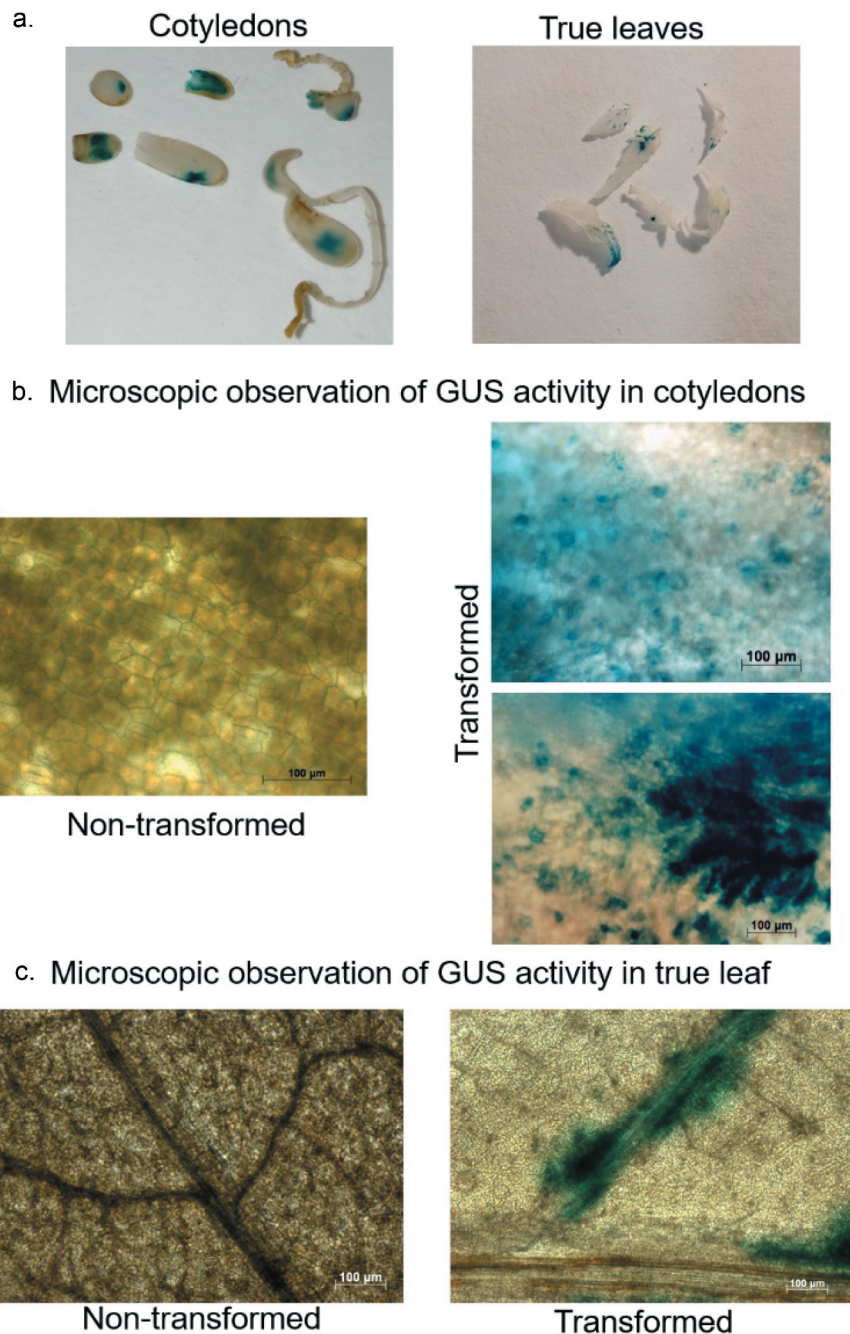 a.
Cotyledons
True leaves
b. Microscopic observation of GUS activity in cotyledons
Transformed
100 µm
100 µm
100 µm
Non-transformed
c. Microscopic observation of GUS activity in true leaf
100 µm
100 µm
Non-transformed
Transformed